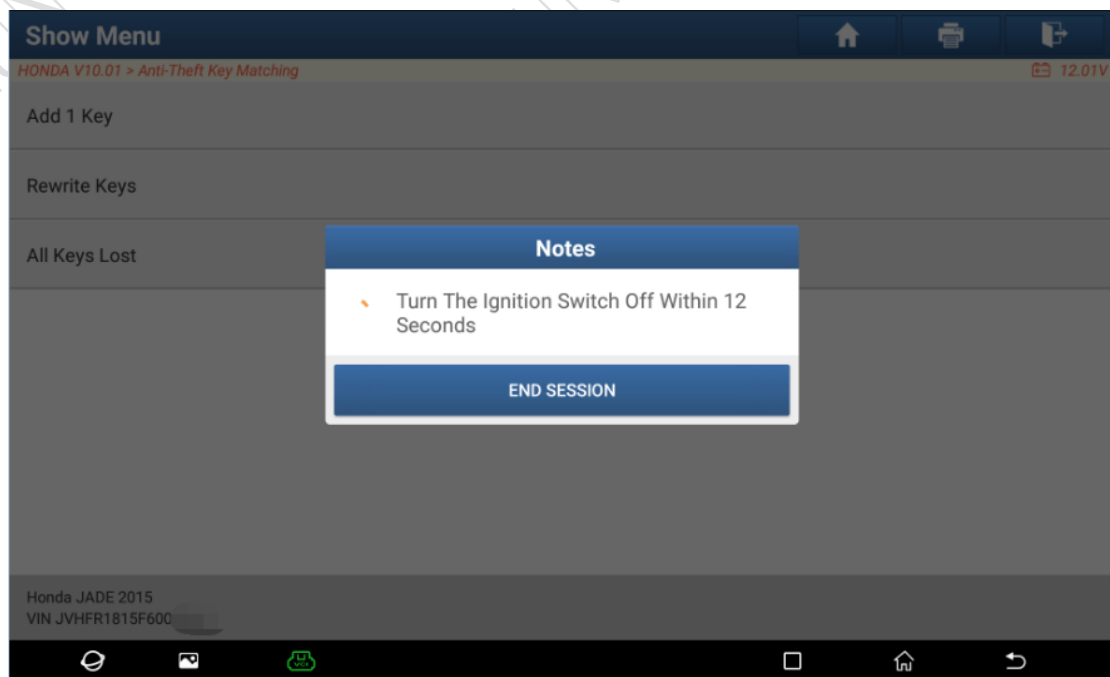 Show Menu
HONDA V10.01 > Anti-Theft Key Matching
12.01V
Add 1 Key
Rewrite Keys
All Keys Lost
Notes
Turn The Ignition Switch Off Within 12
Seconds
END SESSION
Honda JADE 2015
VIN JVHFR1815F600
VCI